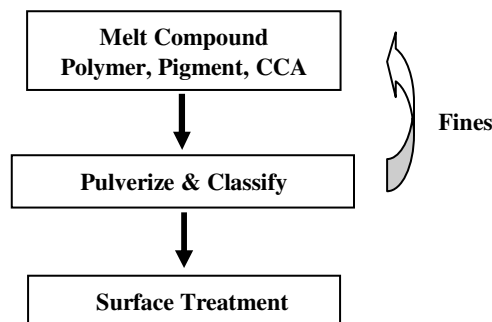 Melt Compound
Polymer, Pigment, CCA
Fines
Pulverize & Classify
Surface Treatment